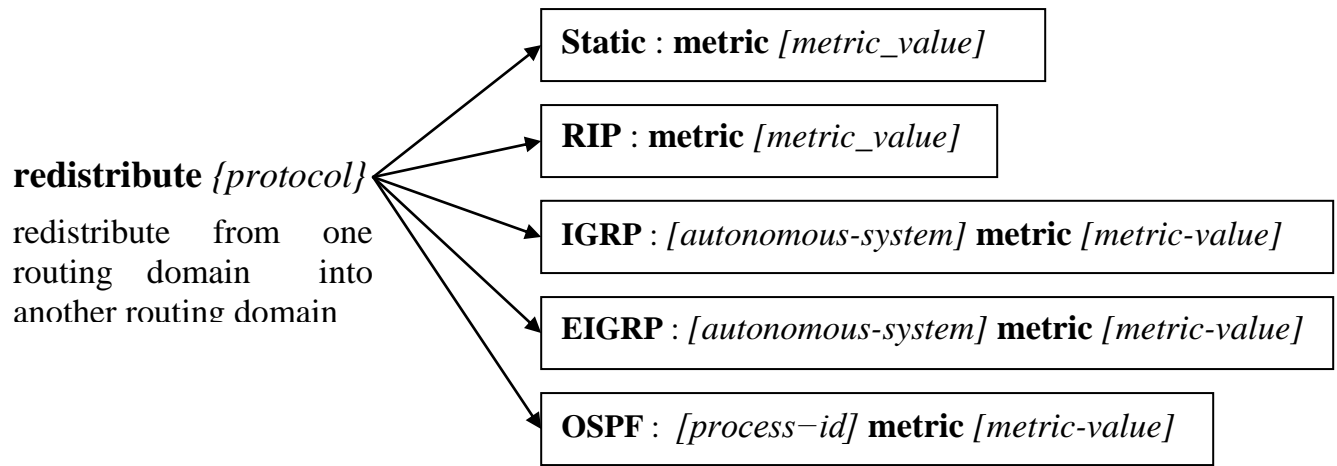 redistribute {protocol}
redistribute from one
routing domain into
another routing domain
Static : metric [metric_value]
RIP : metric [metric_value]
IGRP : [autonomous-system] metric [metric-value]
EIGRP : [autonomous-system] metric [metric-value]
OSPF : [process−id] metric [metric-value]